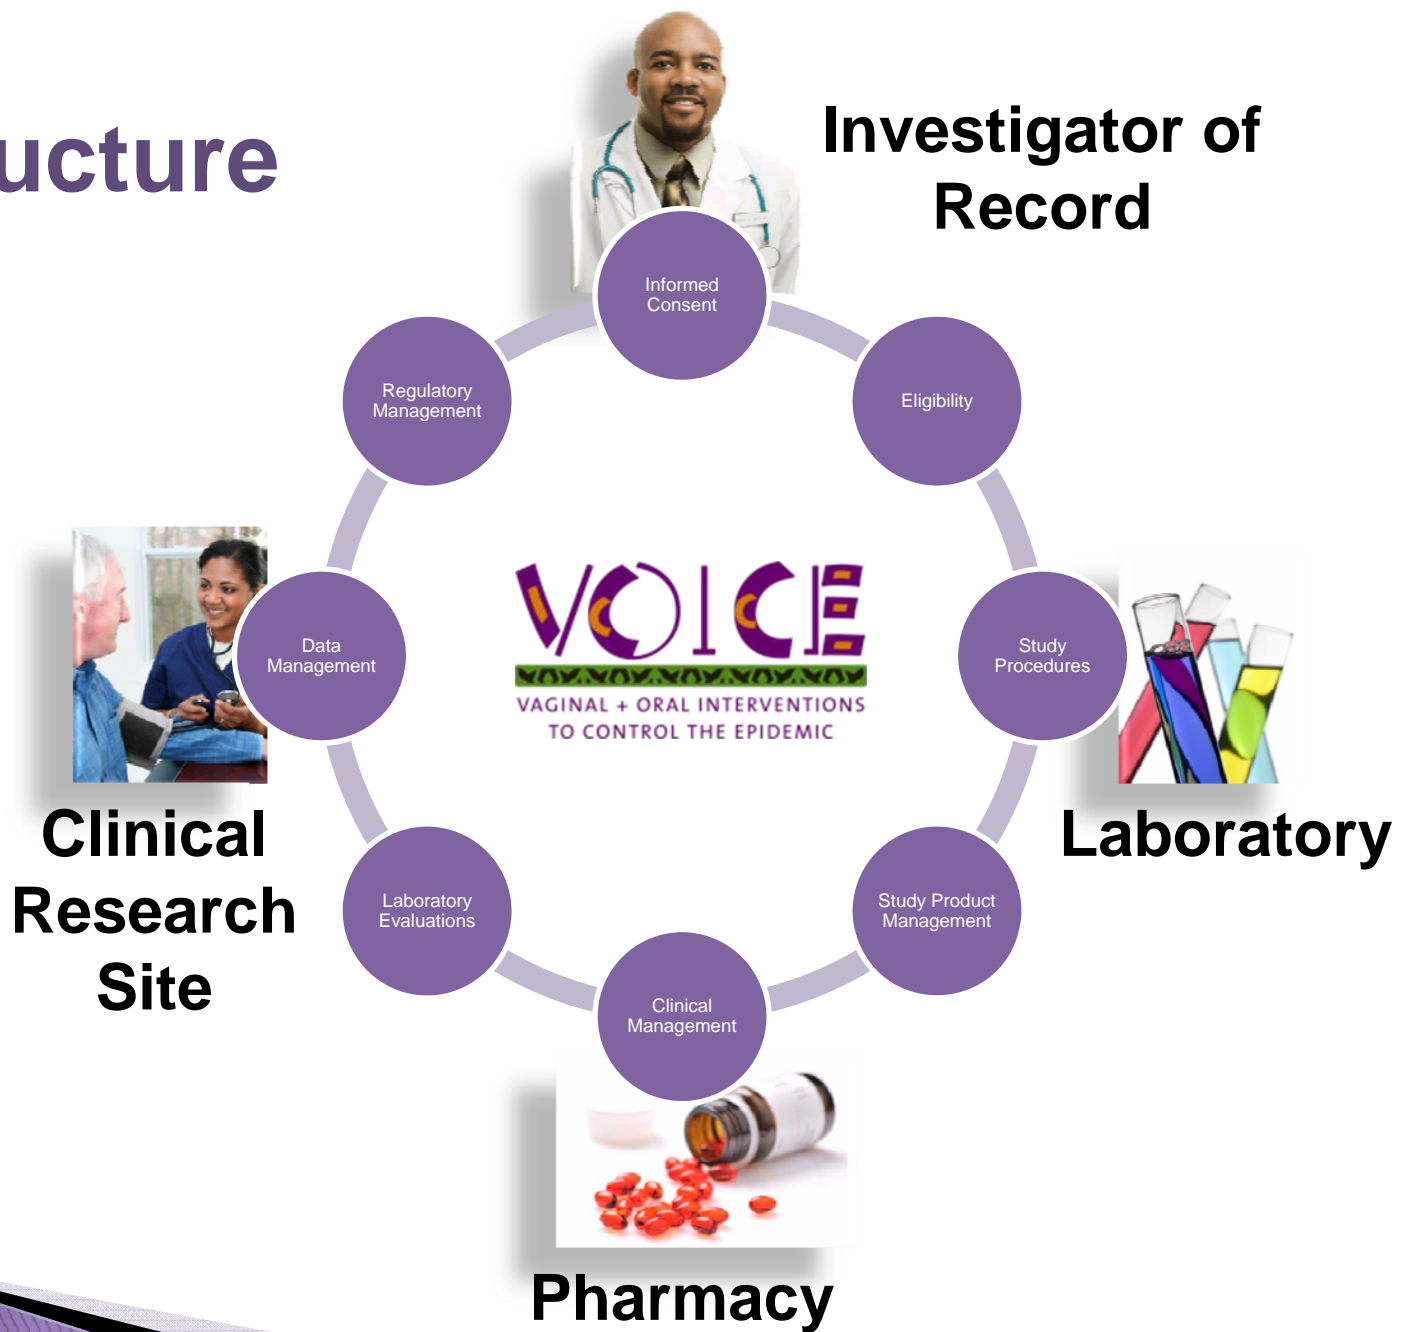 ucture
Investigator of
Record
Informed
Consent
Eligibility
Regulatory
Management
Data
Management
VOICE
VAGINAL + ORAL INTERVENTIONS
TO CONTROL THE EPIDEMIC
Study
Procedures
Clinical
Research
Site
Laboratory
Laboratory
Evaluations
Study Product
Management
Clinical
Management
Pharmacy